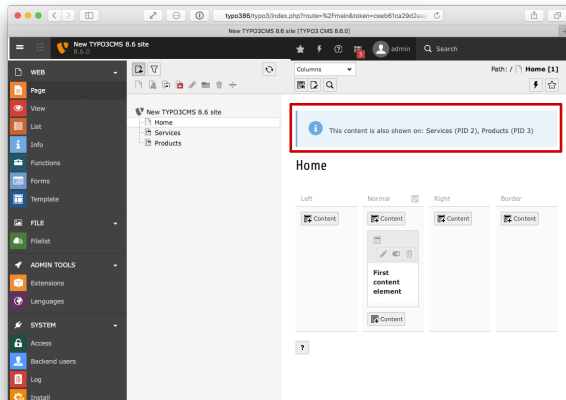 typo386/typo3/index.php?route=%2Fmain&token=caeb61ca29d2aae
New TYPO3CMS 8.6 site [TYPO3 CMS 8.6.0]
New TYPO3CMS 8.6 site
8.6.0
3
admin
Search
WEB
Page
View
List
Info
Functions
Forms
Template
FILE
Filelist
ADMIN TOOLS
Extensions
Languages
SYSTEM
Access
Backend users
Log
Install
New TYPO3CMS 8.6 site
Home
Services
Products
Columns
Path: / Home [1]
This content is also shown on: Services (PID 2), Products (PID 3)
Home
Left
Normal
Right
Border
Content
Content
Content
Content
First
content
element
Content
?